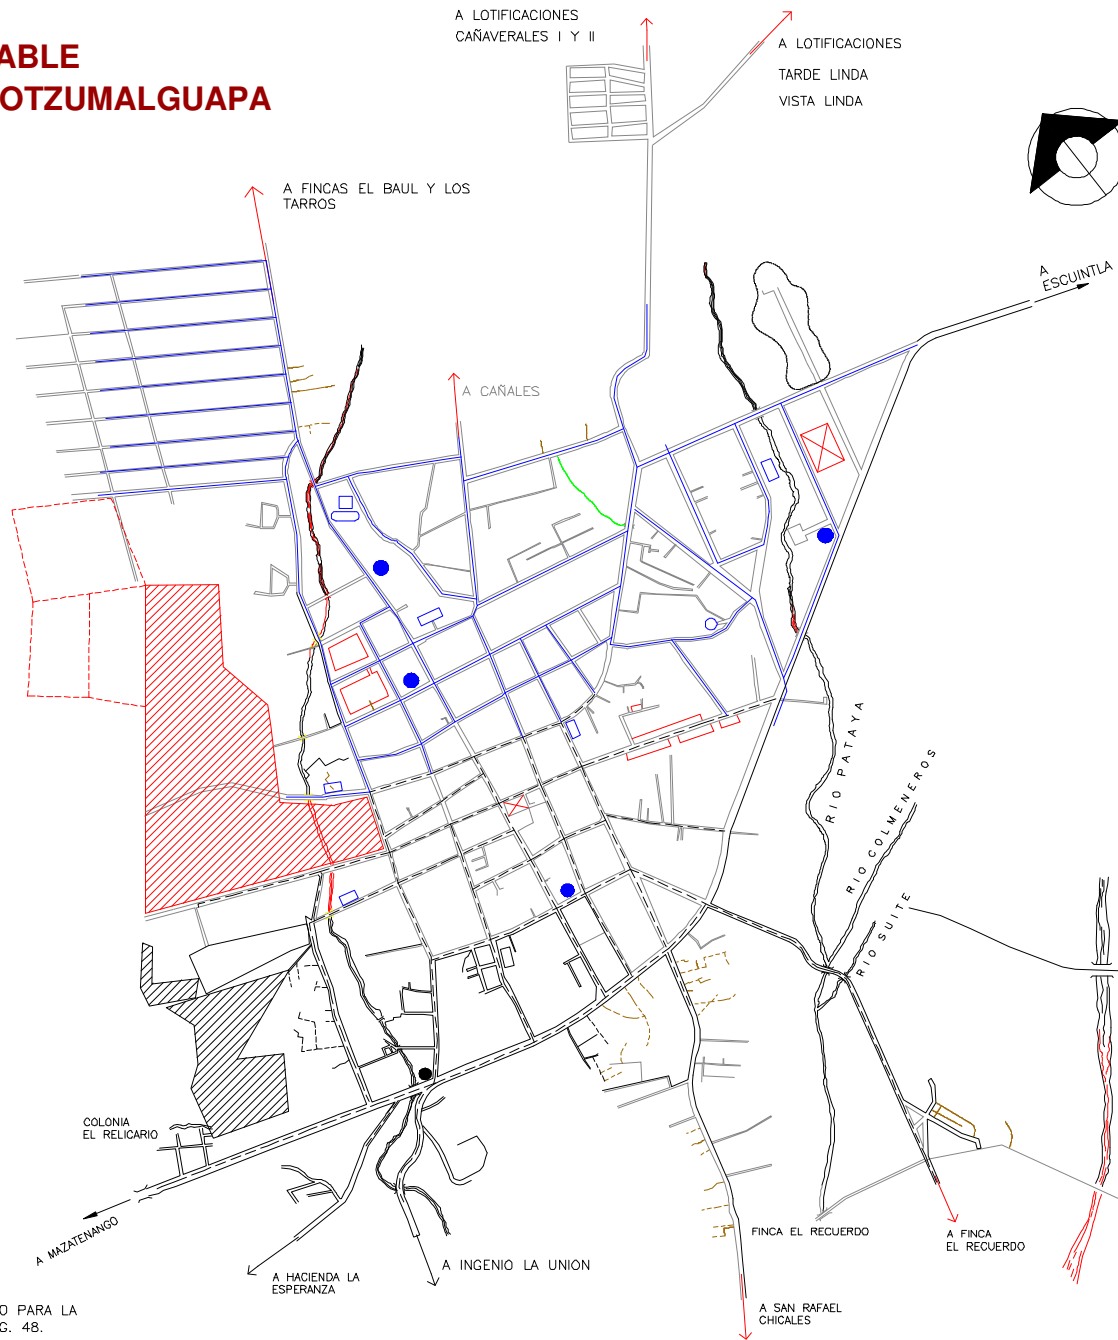 A LOTIFICACIONES
CAÑAVERALES I Y II
A LOTIFICACIONES
TARDE LINDA
VISTA LINDA
ABLE
OTZUMALGUAPA
A FINCAS EL BAUL Y LOS
TARROS
A
ESCUINTLA
A CAÑALES
RIO PATAYA
RIO COLMENEROS
RIO SUITE
COLONIA
EL RELICARIO
A MAZATENANGO
A HACIENDA LA
ESPERANZA
A INGENIO LA UNION
FINCA EL RECUERDO
A FINCA
EL RECUERDO
A SAN RAFAEL
CHICALES
O PARA LA
G. 48.